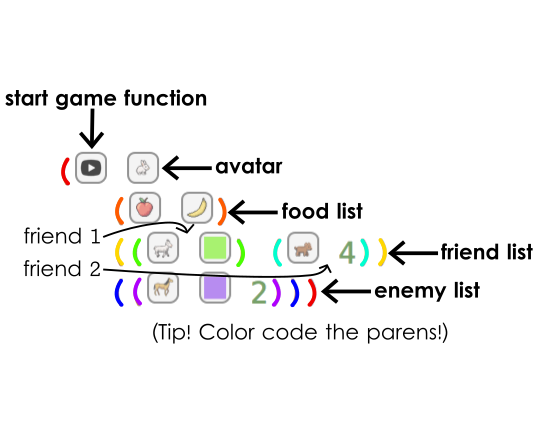 start game function
( avatar
( ) food list
friend 1
( ( ) ( 4 ) ) friend list
friend 2
( ( 2 ) ) ) enemy list
(Tip! Color code the parens!)